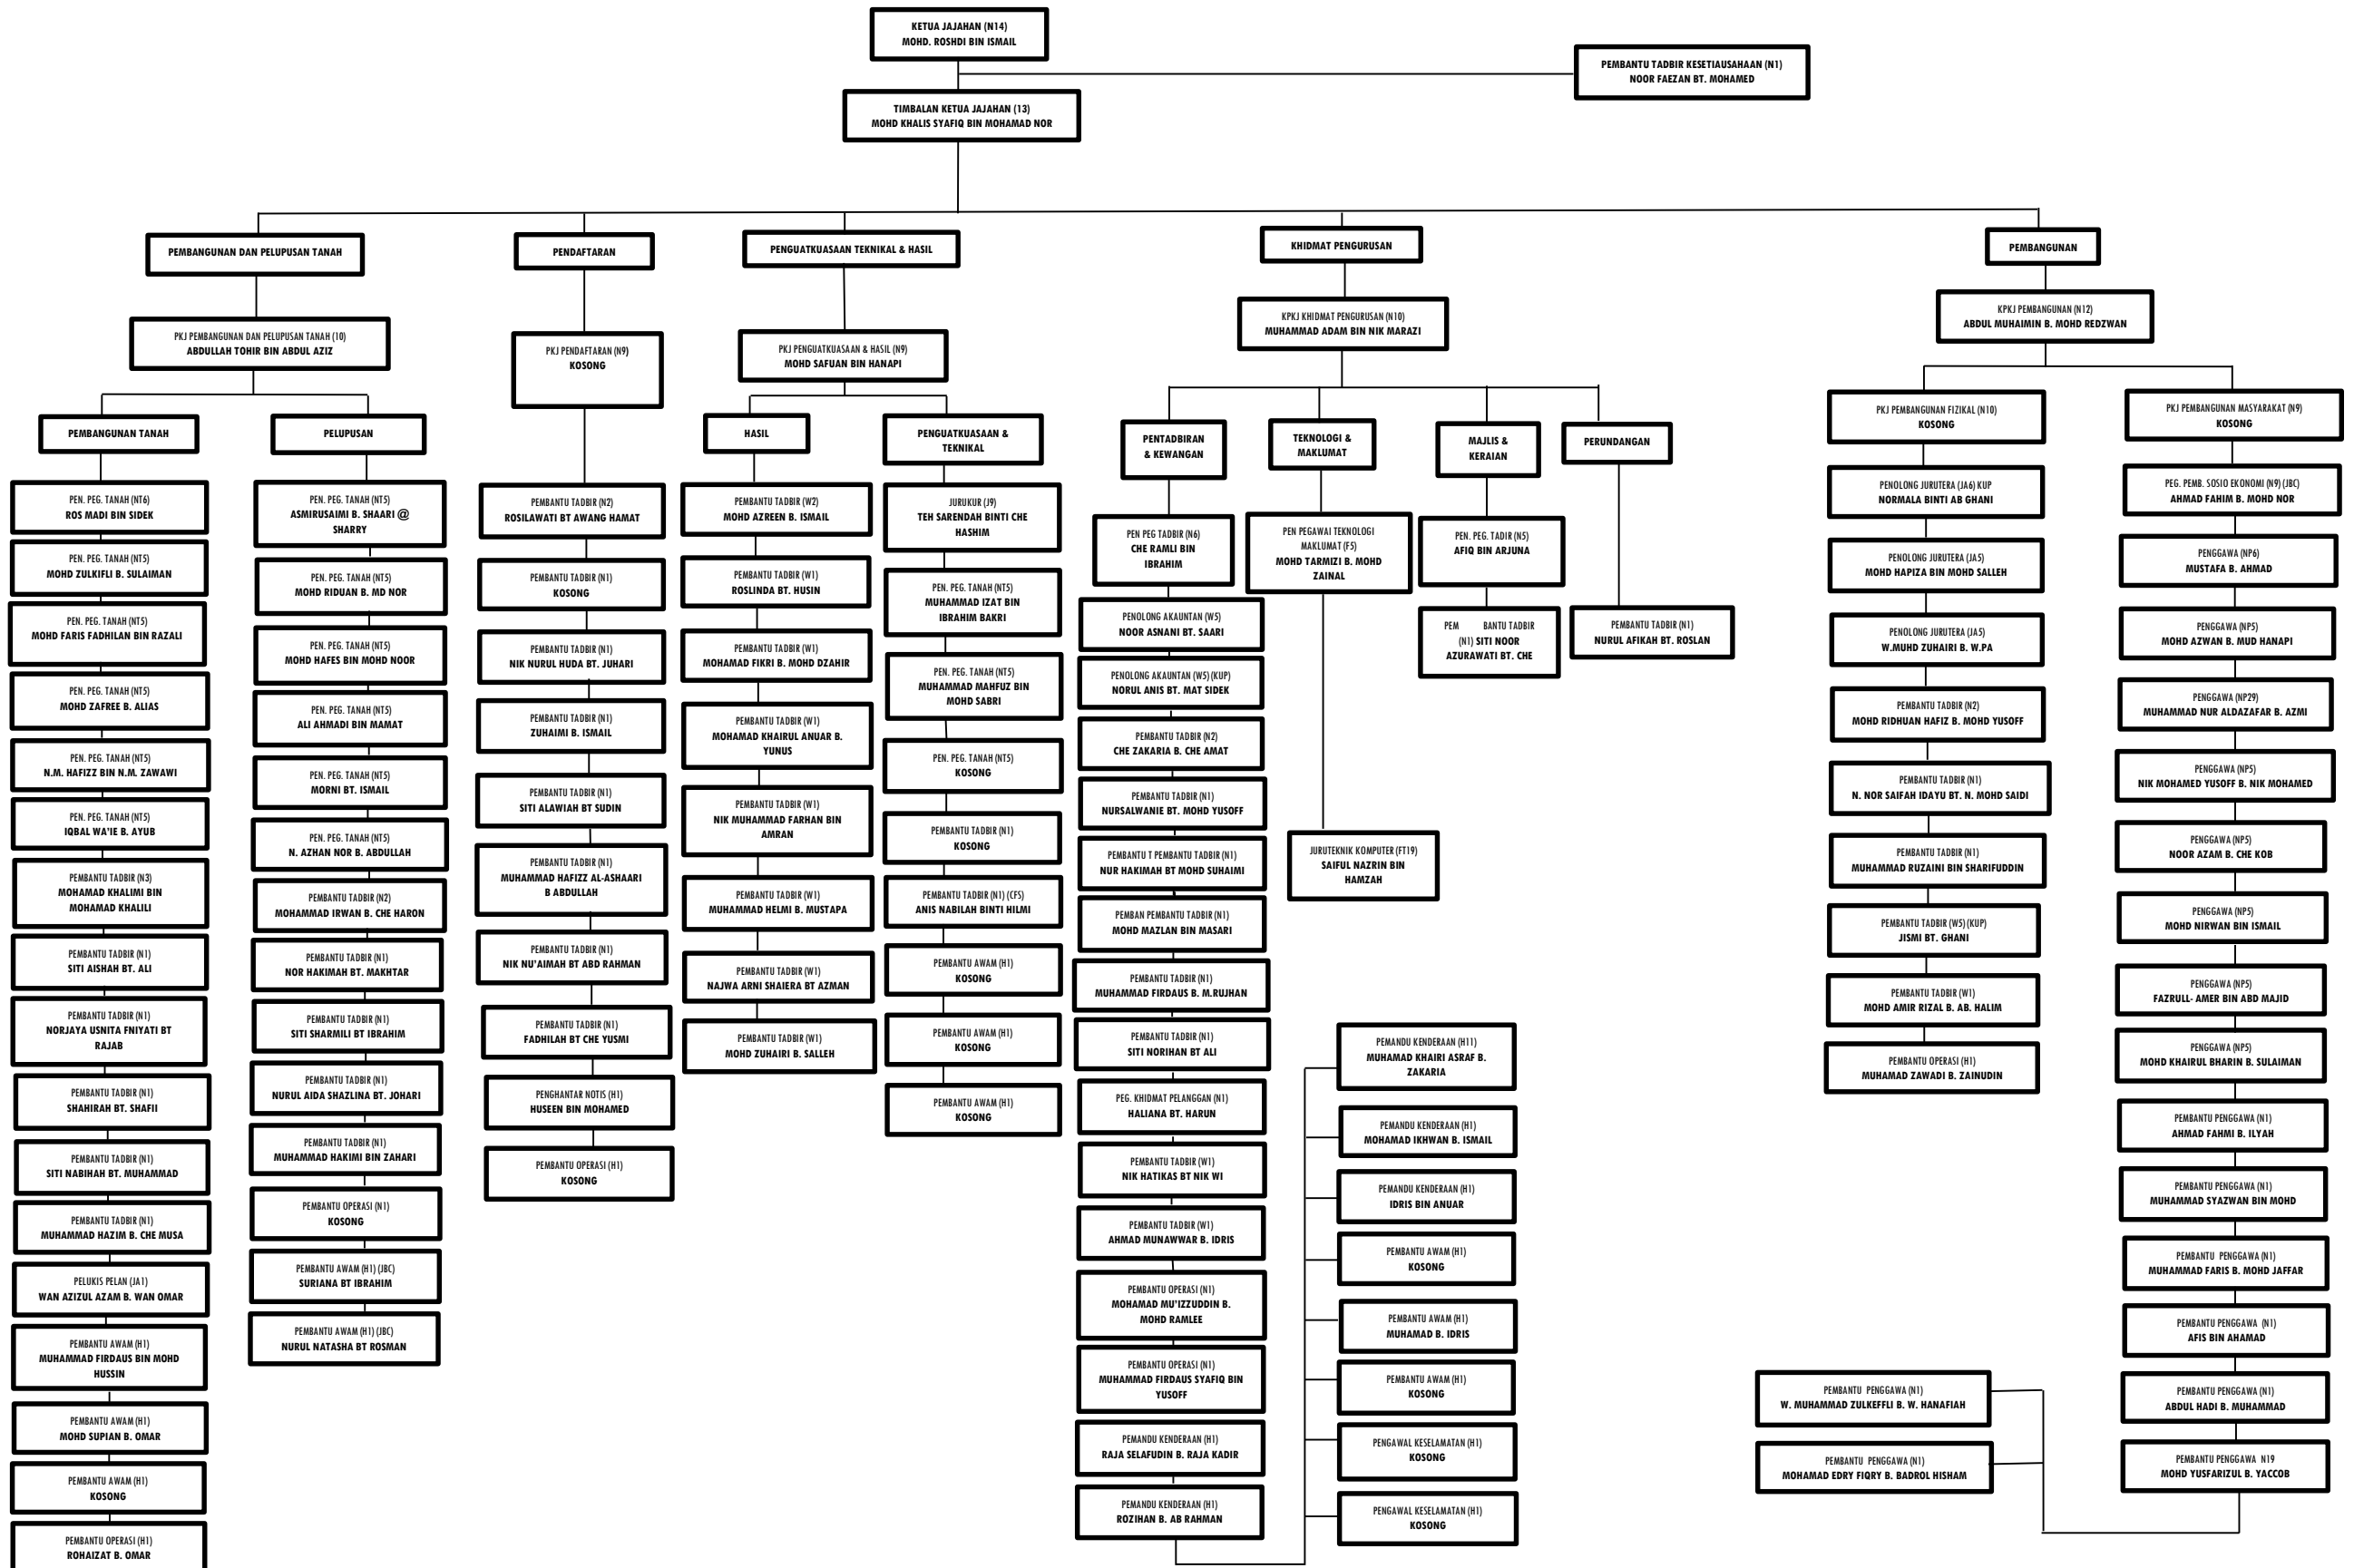 KETUA JAJAHAN (N14)
MOHD. ROSHDI BIN ISMAIL
PEMBANTU TADBIR KESETIAUSAHAAN (N1)
NOOR FAEZAN BT. MOHAMED
TIMBALAN KETUA JAJAHAN (13)
MOHD KHALIS SYAFIQ BIN MOHAMAD NOR
PEMBANGUNAN DAN PELUPUSAN TANAH
PKJ PEMBANGUNAN DAN PELUPUSAN TANAH (10)
ABDULLAH TOHIR BIN ABDUL AZIZ
PEMBANGUNAN TANAH
PEN. PEG. TANAH (NT6)
ROS MADI BIN SIDEK
PEN. PEG. TANAH (NT5)
MOHD ZULKIFLI B. SULAIMAN
PEN. PEG. TANAH (NT5)
MOHD FARIS FADHILAN BIN RAZALI
PEN. PEG. TANAH (NT5)
MOHD ZAFREE B. ALIAS
PEN. PEG. TANAH (NT5)
N.M. HAFIZZ BIN N.M. ZAWAWI
PEN. PEG. TANAH (NT5)
IQBAL WA'IE B. AYUB
PEMBANTU TADBIR (N3)
MOHAMAD KHALIMI BIN
MOHAMAD KHALILI
PEMBANTU TADBIR (N1)
SITI AISHAH BT. ALI
PEMBANTU TADBIR (N1)
NORJAYA USNITA FNIYATI BT
RAJAB
PEMBANTU TADBIR (N1)
SHAHIRAH BT. SHAFII
PEMBANTU TADBIR (N1)
SITI NABIHAH BT. MUHAMMAD
PEMBANTU TADBIR (N1)
MUHAMMAD HAZIM B. CHE MUSA
PELUKIS PELAN (JA1)
WAN AZIZUL AZAM B. WAN OMAR
PEMBANTU AWAM (H1)
MUHAMMAD FIRDAUS BIN MOHD
HUSSIN
PEMBANTU AWAM (H1)
MOHD SUPIAN B. OMAR
PEMBANTU AWAM (H1)
KOSONG
PEMBANTU OPERASI (H1)
ROHAIZAT B. OMAR
PELUPUSAN
PEN. PEG. TANAH (NT5)
ASMIRUSAIMI B. SHAARI @
SHARRY
PEN. PEG. TANAH (NT5)
MOHD RIDUAN B. MD NOR
PEN. PEG. TANAH (NT5)
MOHD HAFES BIN MOHD NOOR
PEN. PEG. TANAH (NT5)
ALI AHMADI BIN MAMAT
PEN. PEG. TANAH (NT5)
MORNI BT. ISMAIL
PEN. PEG. TANAH (NT5)
N. AZHAN NOR B. ABDULLAH
PEMBANTU TADBIR (N2)
MOHAMMAD IRWAN B. CHE HARON
PEMBANTU TADBIR (N1)
NOR HAKIMAH BT. MAKHTAR
PEMBANTU TADBIR (N1)
SITI SHARMILI BT IBRAHIM
PEMBANTU TADBIR (N1)
NURUL AIDA SHAZLINA BT. JOHARI
PEMBANTU TADBIR (N1)
MUHAMMAD HAKIMI BIN ZAHARI
PEMBANTU OPERASI (N1)
KOSONG
PEMBANTU AWAM (H1) (JBC)
SURIANA BT IBRAHIM
PEMBANTU AWAM (H1) (JBC)
NURUL NATASHA BT ROSMAN
PENDAFTARAN
PKJ PENDAFTARAN (N9)
KOSONG
PEMBANTU TADBIR (N2)
ROSILAWATI BT AWANG HAMAT
PEMBANTU TADBIR (N1)
KOSONG
PEMBANTU TADBIR (N1)
NIK NURUL HUDA BT. JUHARI
PEMBANTU TADBIR (N1)
ZUHAIMI B. ISMAIL
PEMBANTU TADBIR (N1)
SITI ALAWIAH BT SUDIN
PEMBANTU TADBIR (N1)
MUHAMMAD HAFIZZ AL-ASHAARI
B ABDULLAH
PEMBANTU TADBIR (N1)
NIK NU'AIMAH BT ABD RAHMAN
PEMBANTU TADBIR (N1)
FADHILAH BT CHE YUSMI
PENGHANTAR NOTIS (H1)
HUSEEN BIN MOHAMED
PEMBANTU OPERASI (H1)
KOSONG
PENGUATKUASAAN TEKNIKAL & HASIL
PKJ PENGUATKUASAAN & HASIL (N9)
MOHD SAFUAN BIN HANAPI
HASIL
PEMBANTU TADBIR (W2)
MOHD AZREEN B. ISMAIL
PEMBANTU TADBIR (W1)
ROSLINDA BT. HUSIN
PEMBANTU TADBIR (W1)
MOHAMAD FIKRI B. MOHD DZAHIR
PEMBANTU TADBIR (W1)
MOHAMAD KHAIRUL ANUAR B.
YUNUS
PEMBANTU TADBIR (W1)
NIK MUHAMMAD FARHAN BIN
AMRAN
PEMBANTU TADBIR (W1)
MUHAMMAD HELMI B. MUSTAPA
PEMBANTU TADBIR (W1)
NAJWA ARNI SHAIERA BT AZMAN
PEMBANTU TADBIR (W1)
MOHD ZUHAIRI B. SALLEH
PENGUATKUASAAN &
TEKNIKAL
JURUKUR (J9)
TEH SARENDAH BINTI CHE
HASHIM
PEN. PEG. TANAH (NT5)
MUHAMMAD IZAT BIN
IBRAHIM BAKRI
PEN. PEG. TANAH (NT5)
MUHAMMAD MAHFUZ BIN
MOHD SABRI
PEN. PEG. TANAH (NT5)
KOSONG
PEMBANTU TADBIR (N1)
KOSONG
PEMBANTU TADBIR (N1) (CFS)
ANIS NABILAH BINTI HILMI
PEMBANTU AWAM (H1)
KOSONG
PEMBANTU AWAM (H1)
KOSONG
PEMBANTU AWAM (H1)
KOSONG
KHIDMAT PENGURUSAN
KPKJ KHIDMAT PENGURUSAN (N10)
MUHAMMAD ADAM BIN NIK MARAZI
PENTADBIRAN
& KEWANGAN
PEN PEG TADBIR (N6)
CHE RAMLI BIN
IBRAHIM
PENOLONG AKAUNTAN (W5)
NOOR ASNANI BT. SAARI
PENOLONG AKAUNTAN (W5) (KUP)
NORUL ANIS BT. MAT SIDEK
PEMBANTU TADBIR (N2)
CHE ZAKARIA B. CHE AMAT
PEMBANTU TADBIR (N1)
NURSALWANIE BT. MOHD YUSOFF
PEMBANTU T PEMBANTU TADBIR (N1)
NUR HAKIMAH BT MOHD SUHAIMI
PEMBAN PEMBANTU TADBIR (N1)
MOHD MAZLAN BIN MASARI
PEMBANTU TADBIR (N1)
MUHAMMAD FIRDAUS B. M.RUJHAN
PEMBANTU TADBIR (N1)
SITI NORIHAN BT ALI
PEG. KHIDMAT PELANGGAN (N1)
HALIANA BT. HARUN
PEMBANTU TADBIR (W1)
NIK HATIKAS BT NIK WI
PEMBANTU TADBIR (W1)
AHMAD MUNAWWAR B. IDRIS
PEMBANTU OPERASI (N1)
MOHAMAD MU'IZZUDDIN B.
MOHD RAMLEE
PEMBANTU OPERASI (N1)
MUHAMMAD FIRDAUS SYAFIQ BIN
YUSOFF
PEMANDU KENDERAAN (H1)
RAJA SELAFUDIN B. RAJA KADIR
PEMANDU KENDERAAN (H1)
ROZIHAN B. AB RAHMAN
PEMANDU KENDERAAN (H11)
MUHAMAD KHAIRI ASRAF B.
ZAKARIA
PEMANDU KENDERAAN (H1)
MOHAMAD IKHWAN B. ISMAIL
PEMANDU KENDERAAN (H1)
IDRIS BIN ANUAR
PEMBANTU AWAM (H1)
KOSONG
PEMBANTU AWAM (H1)
MUHAMAD B. IDRIS
PEMBANTU AWAM (H1)
KOSONG
PENGAWAL KESELAMATAN (H1)
KOSONG
PENGAWAL KESELAMATAN (H1)
KOSONG
TEKNOLOGI &
MAKLUMAT
PEN PEGAWAI TEKNOLOGI
MAKLUMAT (F5)
MOHD TARMIZI B. MOHD
ZAINAL
JURUTEKNIK KOMPUTER (FT19)
SAIFUL NAZRIN BIN
HAMZAH
MAJLIS &
KERAIAN
PEN. PEG. TADIR (N5)
AFIQ BIN ARJUNA
PEM BANTU TADBIR
(N1) SITI NOOR
AZURAWATI BT. CHE
PERUNDANGAN
PEMBANTU TADBIR (N1)
NURUL AFIKAH BT. ROSLAN
PEMBANGUNAN
KPKJ PEMBANGUNAN (N12)
ABDUL MUHAIMIN B. MOHD REDZWAN
PKJ PEMBANGUNAN FIZIKAL (N10)
KOSONG
PENOLONG JURUTERA (JA6) KUP
NORMALA BINTI AB GHANI
PENOLONG JURUTERA (JA5)
MOHD HAPIZA BIN MOHD SALLEH
PENOLONG JURUTERA (JA5)
W.MUHD ZUHAIRI B. W.PA
PEMBANTU TADBIR (N2)
MOHD RIDHUAN HAFIZ B. MOHD YUSOFF
PEMBANTU TADBIR (N1)
N. NOR SAIFAH IDAYU BT. N. MOHD SAIDI
PEMBANTU TADBIR (N1)
MUHAMMAD RUZAINI BIN SHARIFUDDIN
PEMBANTU TADBIR (W5) (KUP)
JISMI BT. GHANI
PEMBANTU TADBIR (W1)
MOHD AMIR RIZAL B. AB. HALIM
PEMBANTU OPERASI (H1)
MUHAMAD ZAWADI B. ZAINUDIN
PKJ PEMBANGUNAN MASYARAKAT (N9)
KOSONG
PEG. PEMB. SOSIO EKONOMI (N9) (JBC)
AHMAD FAHIM B. MOHD NOR
PENGGAWA (NP6)
MUSTAFA B. AHMAD
PENGGAWA (NP5)
MOHD AZWAN B. MUD HANAPI
PENGGAWA (NP29)
MUHAMMAD NUR ALDAZAFAR B. AZMI
PENGGAWA (NP5)
NIK MOHAMED YUSOFF B. NIK MOHAMED
PENGGAWA (NP5)
NOOR AZAM B. CHE KOB
PENGGAWA (NP5)
MOHD NIRWAN BIN ISMAIL
PENGGAWA (NP5)
FAZRULL- AMER BIN ABD MAJID
PENGGAWA (NP5)
MOHD KHAIRUL BHARIN B. SULAIMAN
PEMBANTU PENGGAWA (N1)
AHMAD FAHMI B. ILYAH
PEMBANTU PENGGAWA (N1)
MUHAMMAD SYAZWAN BIN MOHD
PEMBANTU PENGGAWA (N1)
MUHAMMAD FARIS B. MOHD JAFFAR
PEMBANTU PENGGAWA (N1)
AFIS BIN AHAMAD
PEMBANTU PENGGAWA (N1)
ABDUL HADI B. MUHAMMAD
PEMBANTU PENGGAWA N19
MOHD YUSFARIZUL B. YACCOB
PEMBANTU PENGGAWA (N1)
W. MUHAMMAD ZULKEFFLI B. W. HANAFIAH
PEMBANTU PENGGAWA (N1)
MOHAMAD EDRY FIQRY B. BADROL HISHAM